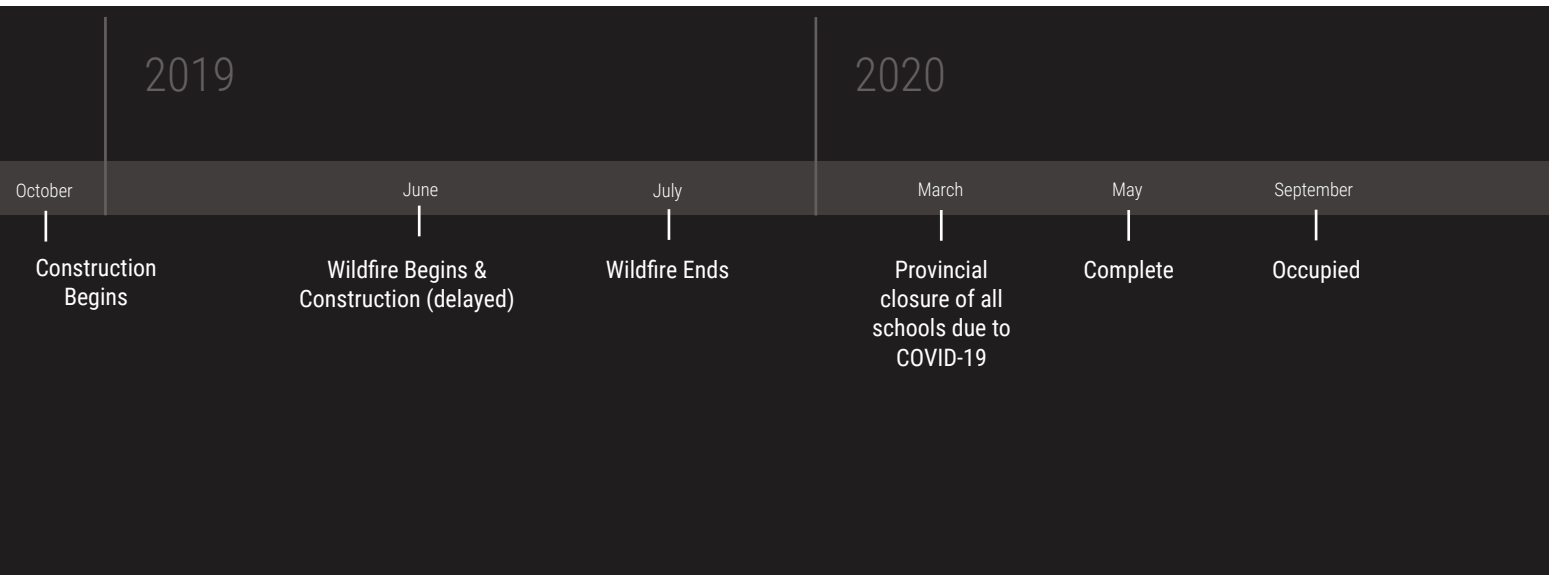 2019
2020
October
June
July
March
May
September
Construction
Begins
Wildfire Begins &
Construction (delayed)
Wildfire Ends
Provincial
closure of all
schools due to
COVID-19
Complete
Occupied